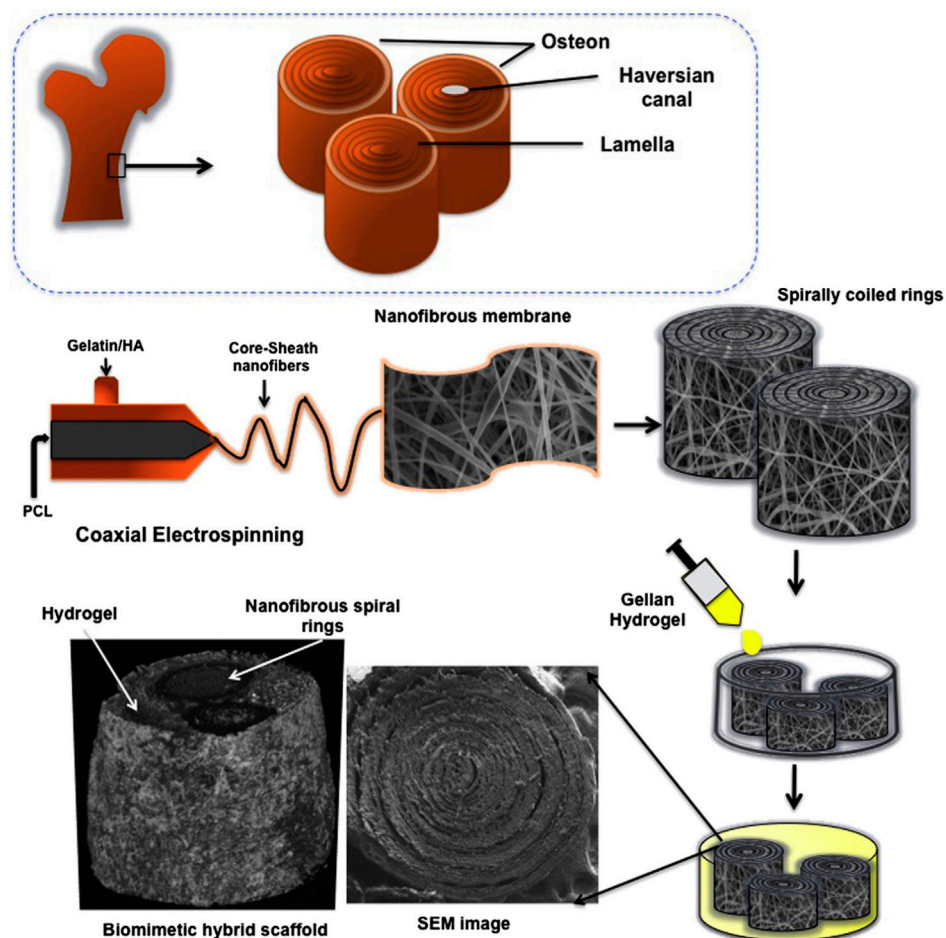 Osteon
Haversian
canal
Lamella
Spirally coiled rings
Nanofibrous membrane
Gelatin/HA
Core-Sheath
nanofibers
PCL
Coaxial Electrospinning
Gellan
Hydrogel
Nanofibrous spiral
rings
Hydrogel
Biomimetic hybrid scaffold
SEM image